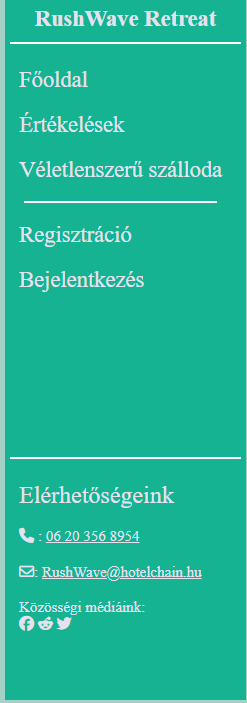 RushWave Retreat
Főoldal
Értékelések
Véletlenszerű szálloda
Regisztráció
Bejelentkezés
Elérhetőségeink
: 06 20 356 8954
: RushWave@hotelchain.hu
Közösségi médiáink: